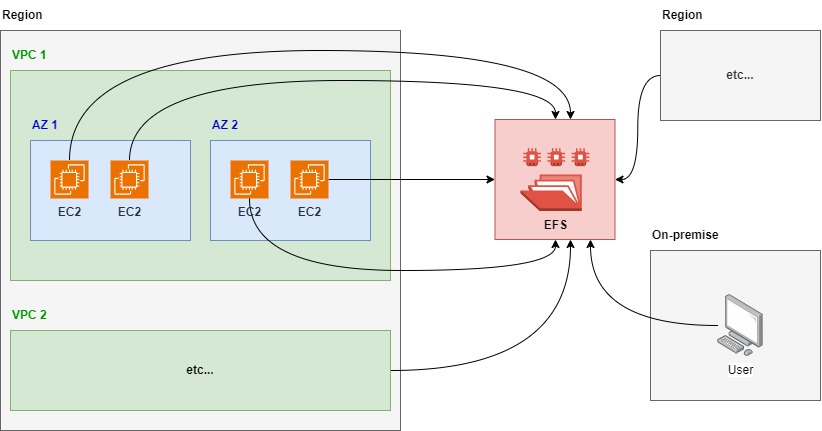 Region
VPC 1
AZ 1
EC2
EC2
AZ 2
EC2
EC2
VPC 2
etc...
EFS
Region
etc...
On-premise
User